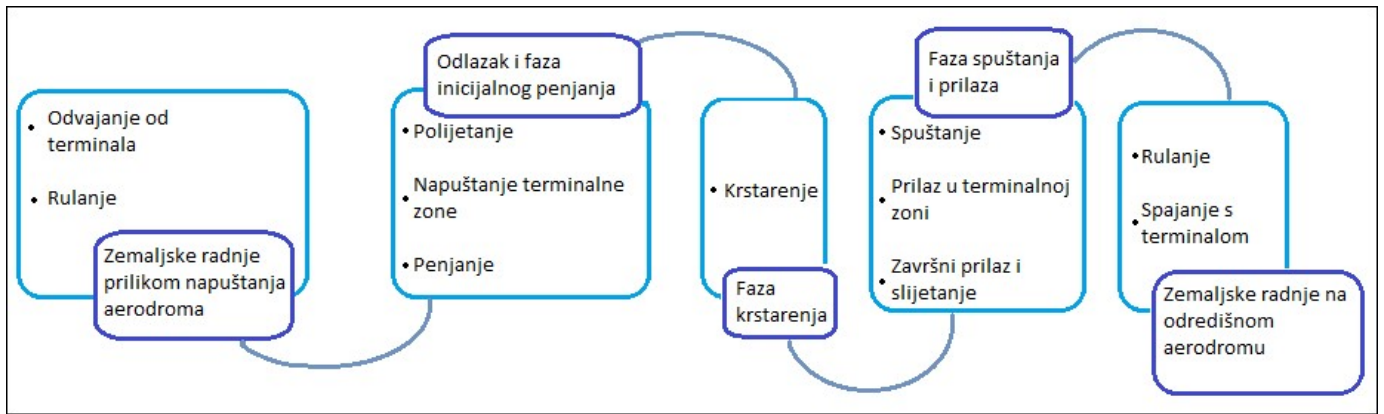 Odvajanje od
terminala
Rulanje
Zemaljske radnje
prilikom napuštanja
aerodroma
Odlazak i faza
inicijalnog penjanja
Polijetanje
Napuštanje terminalne
zone
Penjanje
Krstarenje
Faza
krstarenja
Faza spuštanja
i prilaza
Spuštanje
Prilaz u terminalnoj
zoni
Završni prilaz i
slijetanje
Rulanje
Spajanje s
terminalom
Zemaljske radnje na
odredišnom
aerodromu